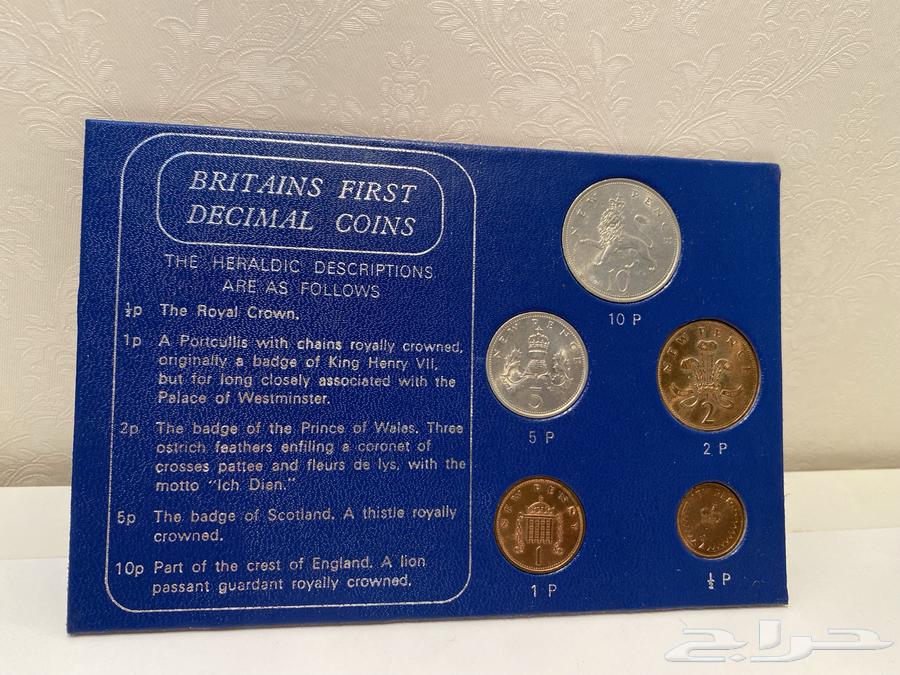 BRITAINS FIRST
DECIMAL COINS
THE HERALDIC DESCRIPTIONS
ARE AS FOLLOWS
½p The Royal Crown.
1p A Portcullis with chains royally crowned,
originally a badge of King Henry VII,
but for long closely associated with the
Palace of Westminster.
2p The badge of the Prince of Wales. Three
ostrich feathers enfiling a coronet of
crosses pattee and fleurs de lys, with the
motto "Ich Dien."
5p The badge of Scotland. A thistle royally
crowned.
10p Part of the crest of England. A lion
passant guardant royally crowned.
NEW PENCE
10
10 P
NEW PENCE
5
5 P
NEW PENCE
2
2 P
NEW PENNY
1
1 P
½ P
حراج